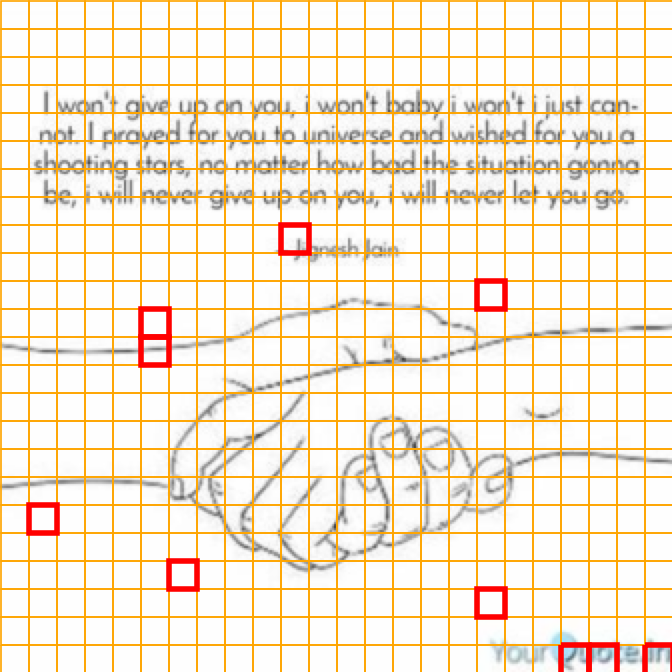 I won't give up on you, i won't baby i won't i just can-
not. I prayed for you to universe and wished for you a
shooting stars, no matter how bad the situation gonna
be, i will never give up on you, i will never let you go.
Jignesh Jain
YourQuote.in